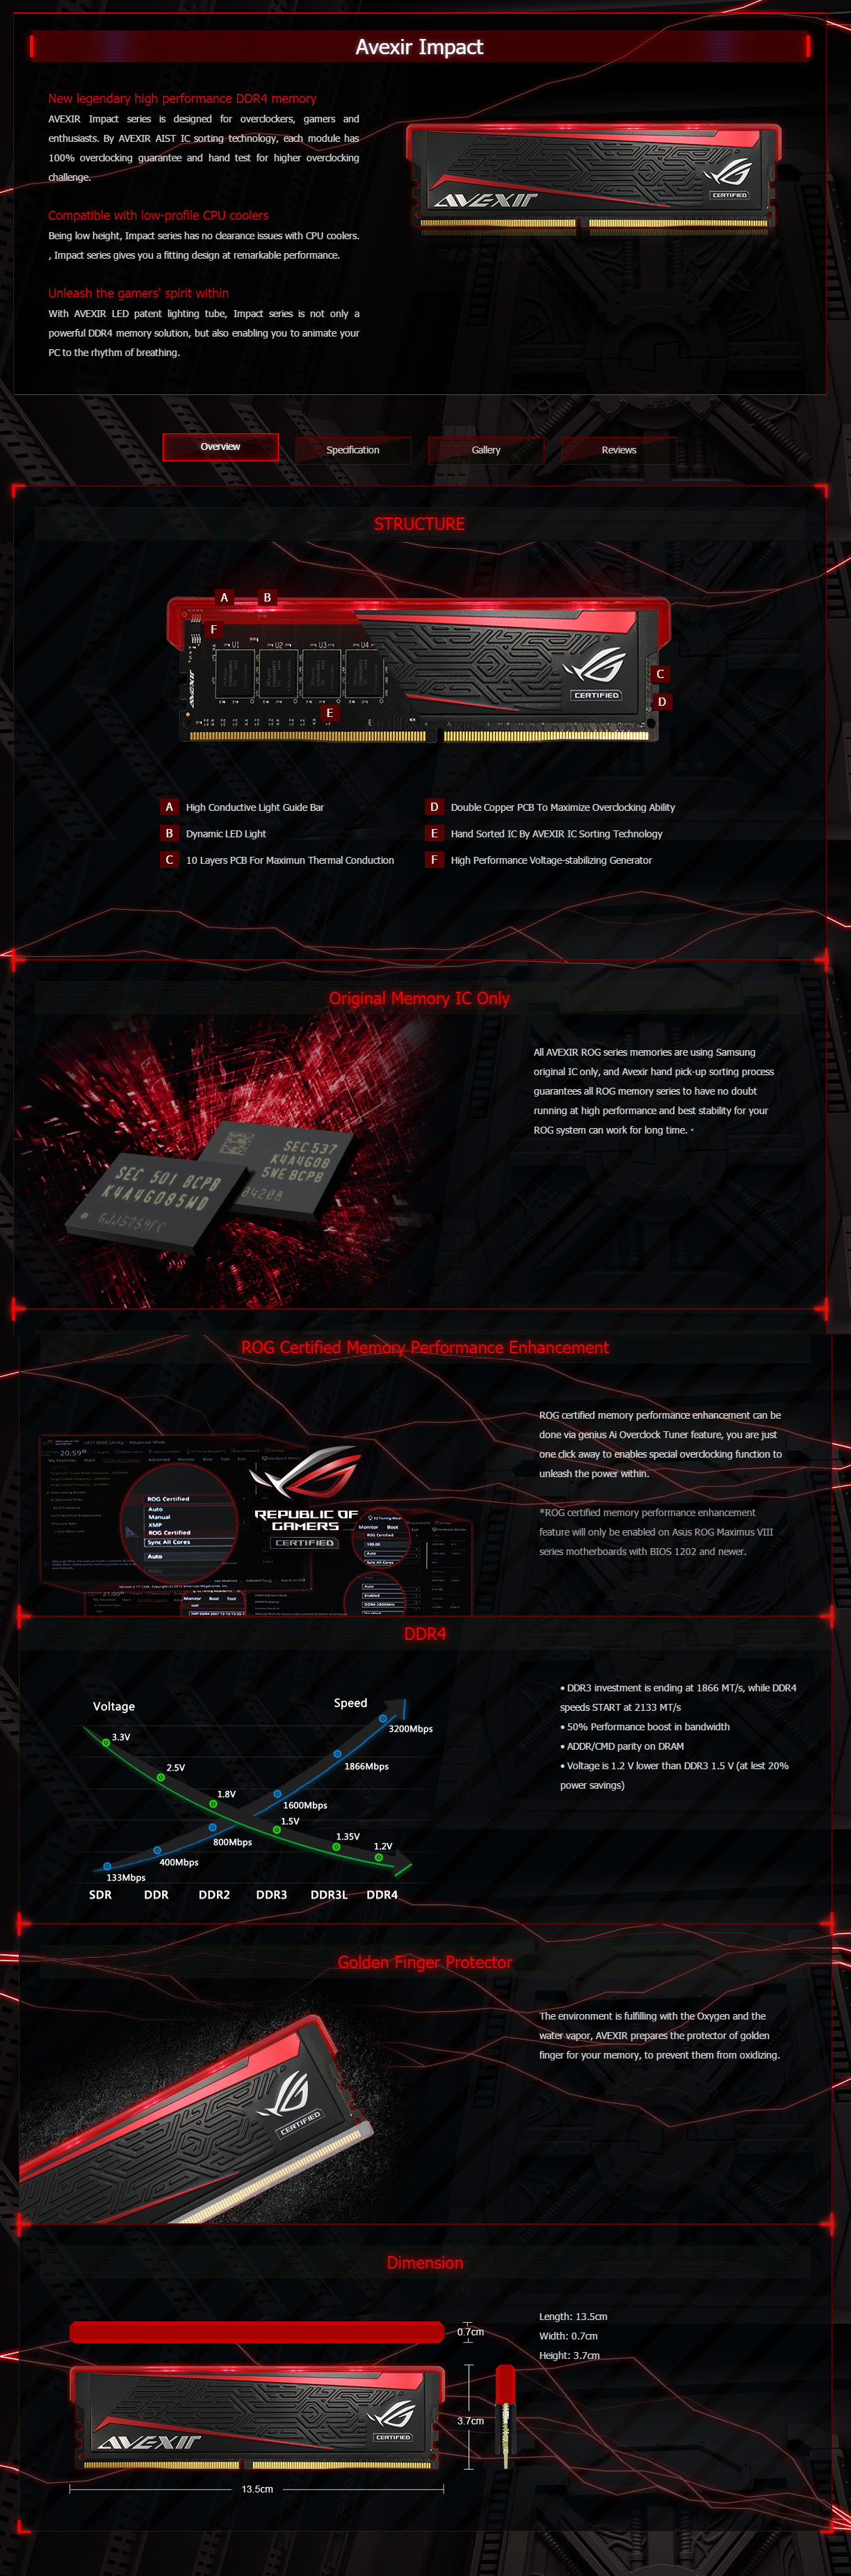 Avexir Impact
New legendary high performance DDR4 memory
AVEXIR Impact series is designed for overclockers, gamers and
enthusiasts. By AVEXIR AIST IC sorting technology, each module has
100% overclocking guarantee and hand test for higher overclocking
challenge.
Compatible with low-profile CPU coolers
Being low height, Impact series has no clearance issues with CPU coolers.
, Impact series gives you a fitting design at remarkable performance.
Unleash the gamers' spirit within
With AVEXIR LED patent lighting tube, Impact series is not only a
powerful DDR4 memory solution, but also enabling you to animate your
PC to the rhythm of breathing.
AVEXIR
CERTIFIED
Overview
Specification
Gallery
Reviews
STRUCTURE
A
B
F
U1
U2
U3
U4
AVEXIR
CERTIFIED
C
D
E
A High Conductive Light Guide Bar
B Dynamic LED Light
C 10 Layers PCB For Maximun Thermal Conduction
D Double Copper PCB To Maximize Overclocking Ability
E Hand Sorted IC By AVEXIR IC Sorting Technology
F High Performance Voltage-stabilizing Generator
Original Memory IC Only
SEC 537
K4A4G08
5WE BCPB
SEC 501 BCPB
K4A4G085WD
All AVEXIR ROG series memories are using Samsung
original IC only, and Avexir hand pick-up sorting process
guarantees all ROG memory series to have no doubt
running at high performance and best stability for your
ROG system can work for long time.
ROG Certified Memory Performance Enhancement
20:59
ROG Certified
Auto
Manual
XMP
ROG Certified
Sync All Cores
Auto
Auto
REPUBLIC OF
GAMERS
CERTIFIED
Monitor Boot
ROG Certified
100.00
Auto
Sync All Cores
Auto
Enabled
Monitor Boot Tool
XMP
ROG certified memory performance enhancement can be
done via genius Ai Overclock Tuner feature, you are just
one click away to enables special overclocking function to
unleash the power within.
*ROG certified memory performance enhancement
feature will only be enabled on Asus ROG Maximus VIII
series motherboards with BIOS 1202 and newer.
DDR4
Voltage
Speed
3.3V
2.5V
1.8V
1.5V
1.35V
1.2V
133Mbps
400Mbps
800Mbps
1600Mbps
1866Mbps
3200Mbps
SDR DDR DDR2 DDR3 DDR3L DDR4
• DDR3 investment is ending at 1866 MT/s, while DDR4
speeds START at 2133 MT/s
• 50% Performance boost in bandwidth
• ADDR/CMD parity on DRAM
• Voltage is 1.2 V lower than DDR3 1.5 V (at lest 20%
power savings)
Golden Finger Protector
CERTIFIED
The environment is fulfilling with the Oxygen and the
water vapor, AVEXIR prepares the protector of golden
finger for your memory, to prevent them from oxidizing.
Dimension
0.7cm
AVEXIR
CERTIFIED
3.7cm
13.5cm
Length: 13.5cm
Width: 0.7cm
Height: 3.7cm